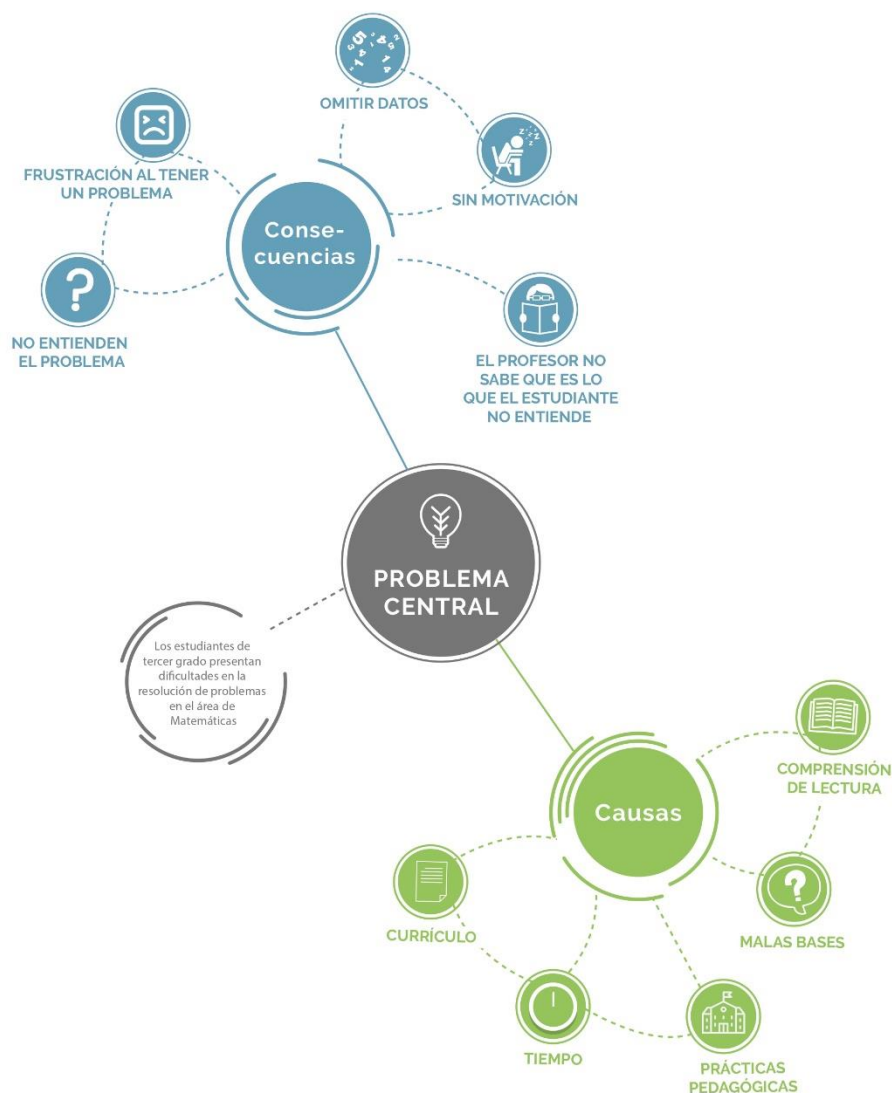 OMITIR DATOS
SIN MOTIVACIÓN
FRUSTRACIÓN AL TENER
UN PROBLEMA
Conse-
cuencias
NO ENTIENDEN
EL PROBLEMA
EL PROFESOR NO
SABE QUE ES LO
QUE EL ESTUDIANTE
NO ENTIENDE
PROBLEMA
CENTRAL
Los estudiantes de
tercer grado presentan
dificultades en la
resolución de problemas
en el área de
Matemáticas
Causas
COMPRENSIÓN
DE LECTURA
MALAS BASES
CURRÍCULO
TIEMPO
PRÁCTICAS
PEDAGÓGICAS